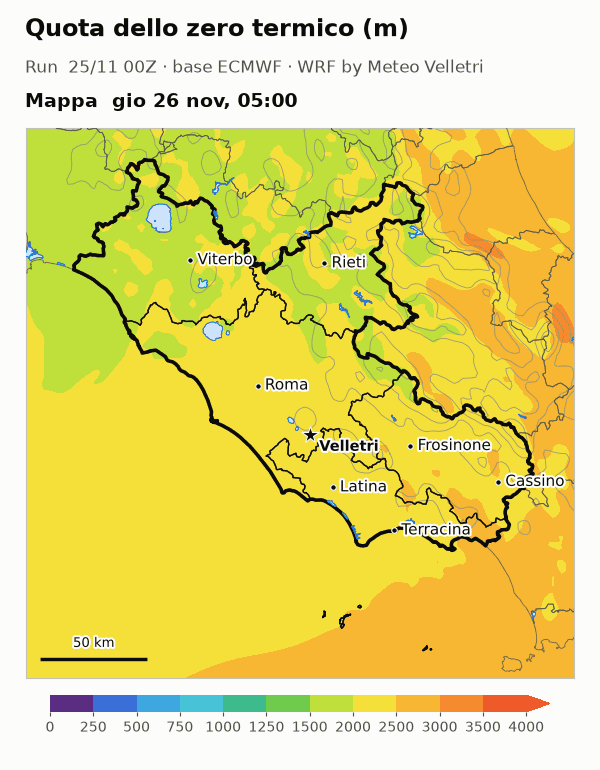 Quota dello zero termico (m)
Run 25/11 00Z · base ECMWF · WRF by Meteo Velletri
Mappa gio 26 nov, 05:00
Viterbo
Rieti
Roma
Velletri
Frosinone
Latina
Cassino
Terracina
50 km
0 250 500 750 1000 1250 1500 2000 2500 3000 3500 4000